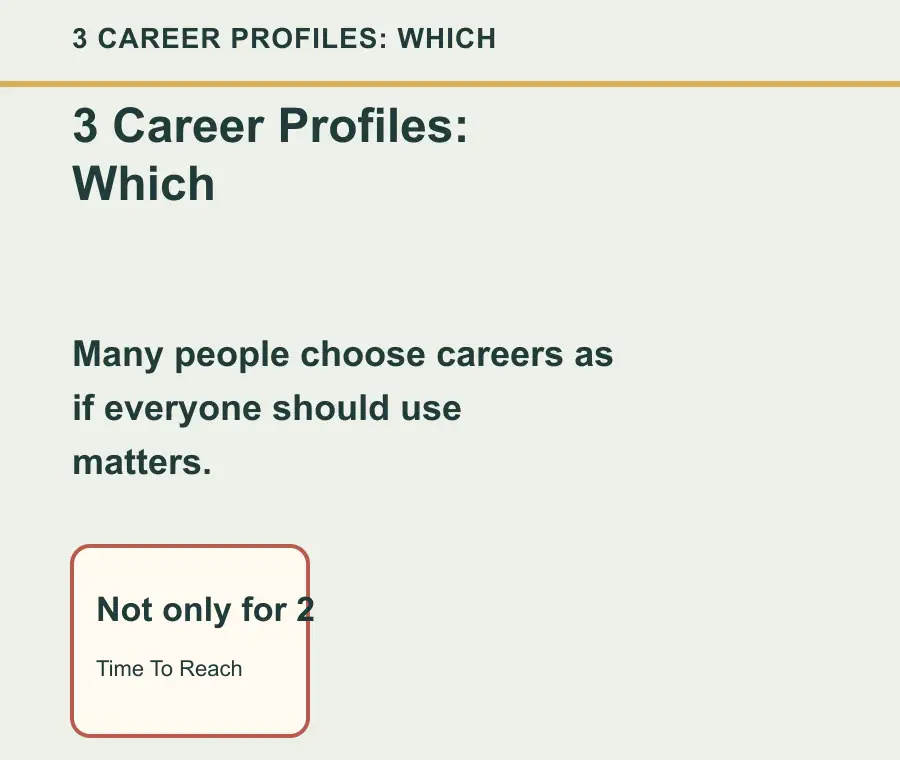 3 CAREER PROFILES: WHICH
3 Career Profiles:
Which
Many people choose careers as
if everyone should use
matters.
Not only for 2
Time To Reach